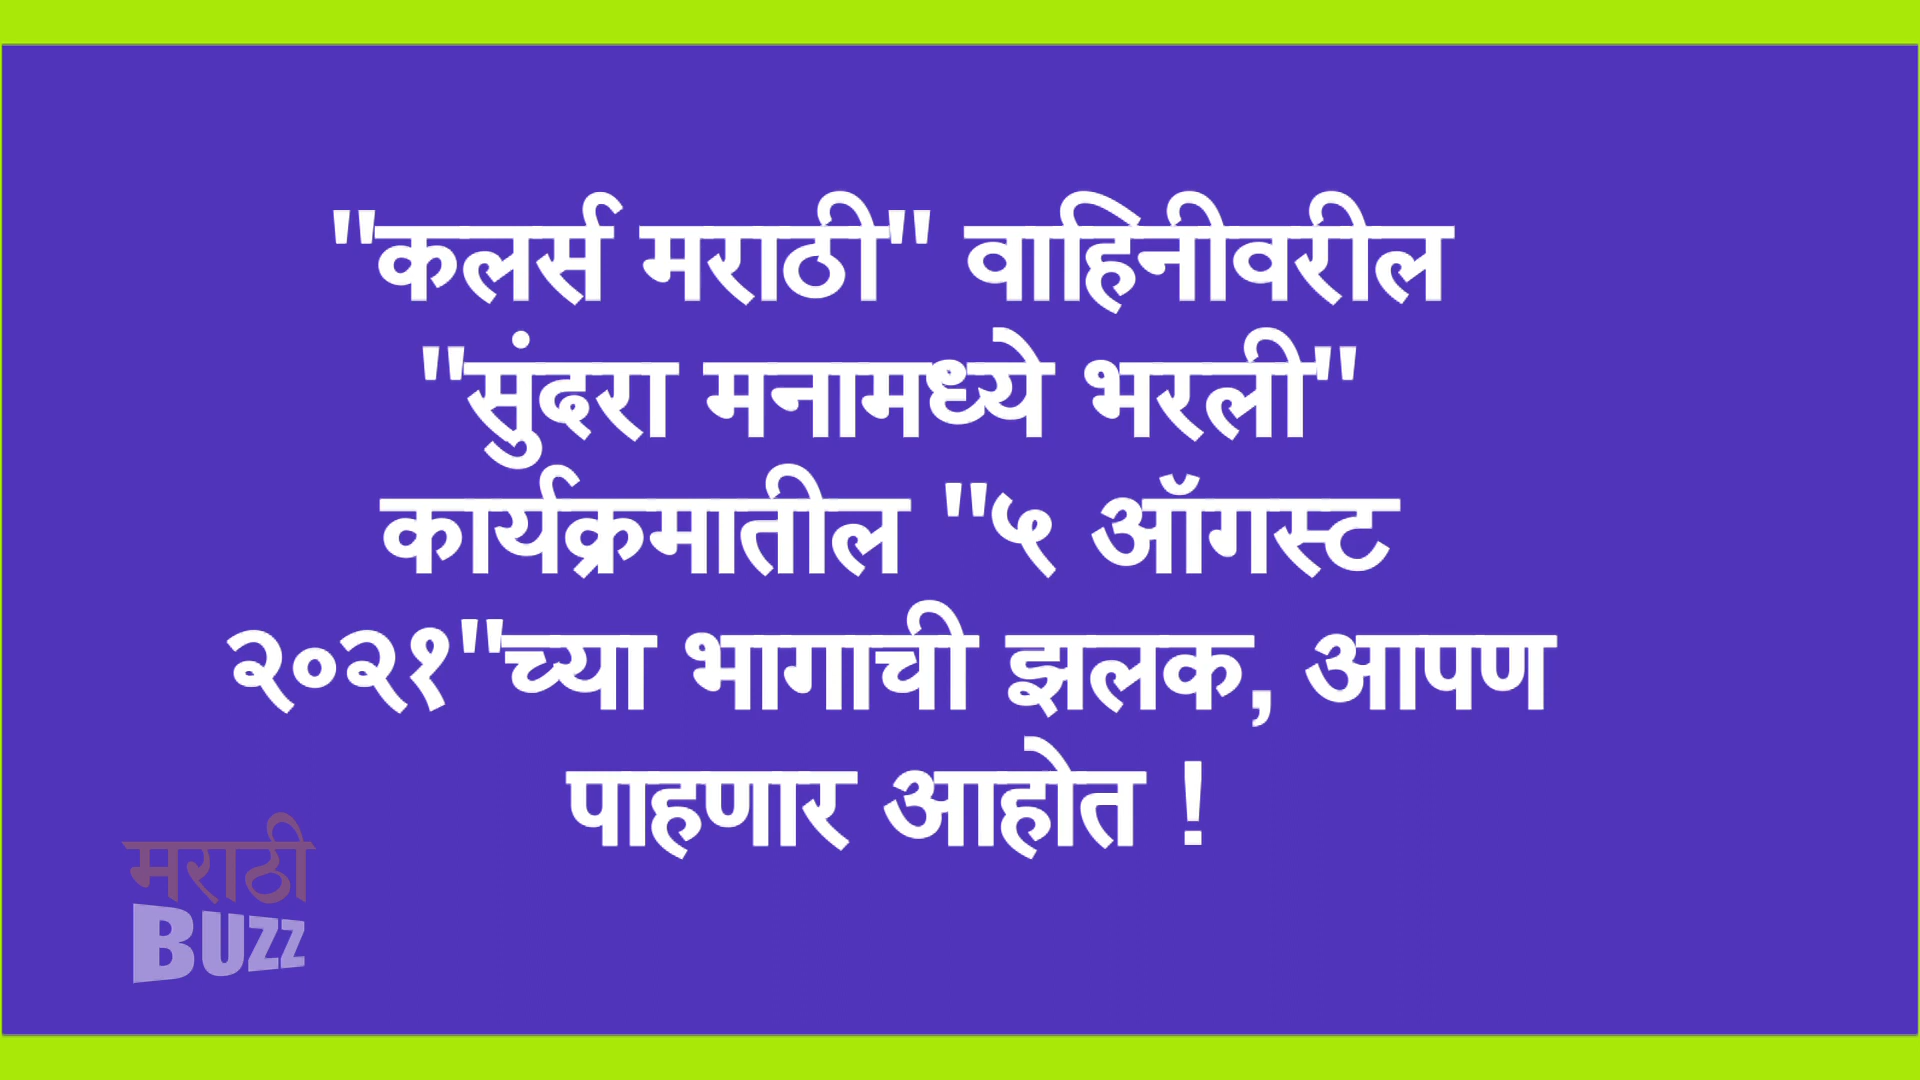 "कलर्स मराठी" वाहिनीवरील
"सुंदरा मनामध्ये भरली"
कार्यक्रमातील "५ ऑगस्ट
२०२१"च्या भागाची झलक, आपण
पाहणार आहोत !
मराठी
BUZZ